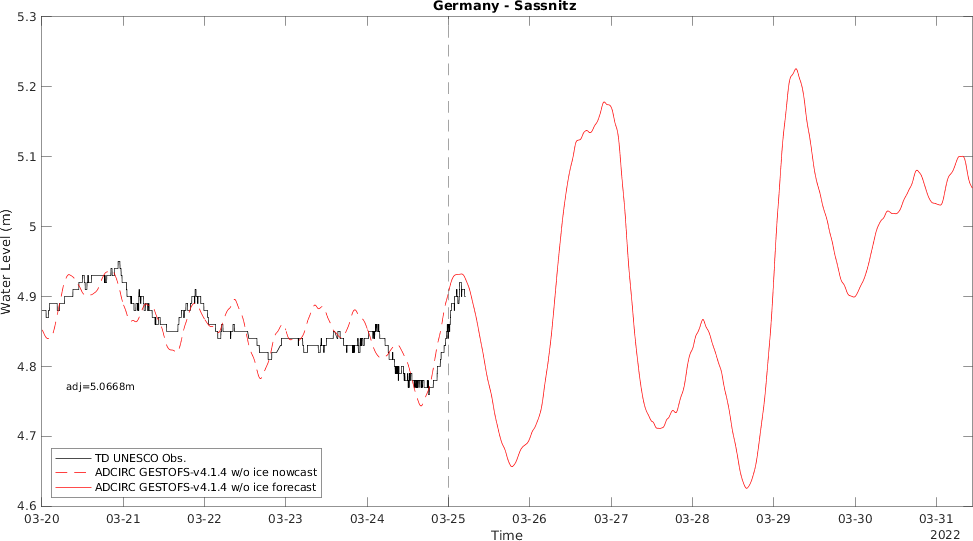 Germany - Sassnitz
5.3
5.2
5.1
5
4.9
4.8
4.7
4.6
Water Level (m)
adj=5.0668m
TD UNESCO Obs.
ADCIRC GESTOFS-v4.1.4 w/o ice nowcast
ADCIRC GESTOFS-v4.1.4 w/o ice forecast
03-20 03-21 03-22 03-23 03-24 03-25 03-26 03-27 03-28 03-29 03-30 03-31
Time
2022